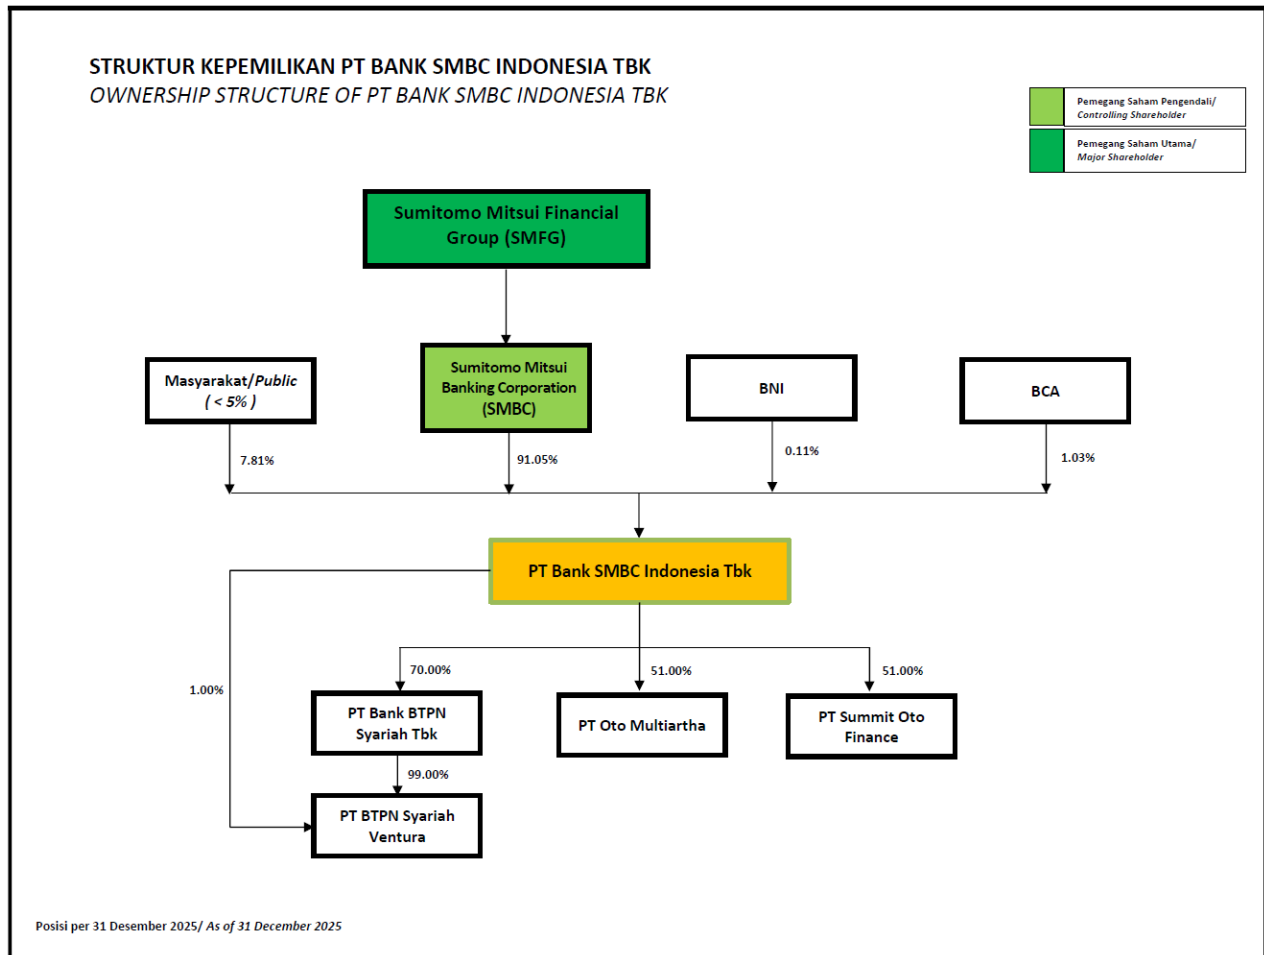 STRUKTUR KEPEMILIKAN PT BANK SMBC INDONESIA TBK
OWNERSHIP STRUCTURE OF PT BANK SMBC INDONESIA TBK
Pemegang Saham Pengendali/
Controlling Shareholder
Pemegang Saham Utama/
Major Shareholder
Sumitomo Mitsui Financial
Group (SMFG)
Masyarakat/Public
( < 5% )
Sumitomo Mitsui
Banking Corporation
(SMBC)
BNI
BCA
7.81%
91.05%
0.11%
1.03%
PT Bank SMBC Indonesia Tbk
70.00%
51.00%
51.00%
1.00%
PT Bank BTPN
Syariah Tbk
PT Oto Multiartha
PT Summit Oto
Finance
99.00%
PT BTPN Syariah
Ventura
Posisi per 31 Desember 2025/ As of 31 December 2025